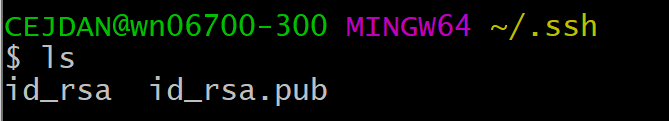 CEJDAN@wn06700-300 MINGW64 ~/.ssh
$ ls
id_rsa  id_rsa.pub